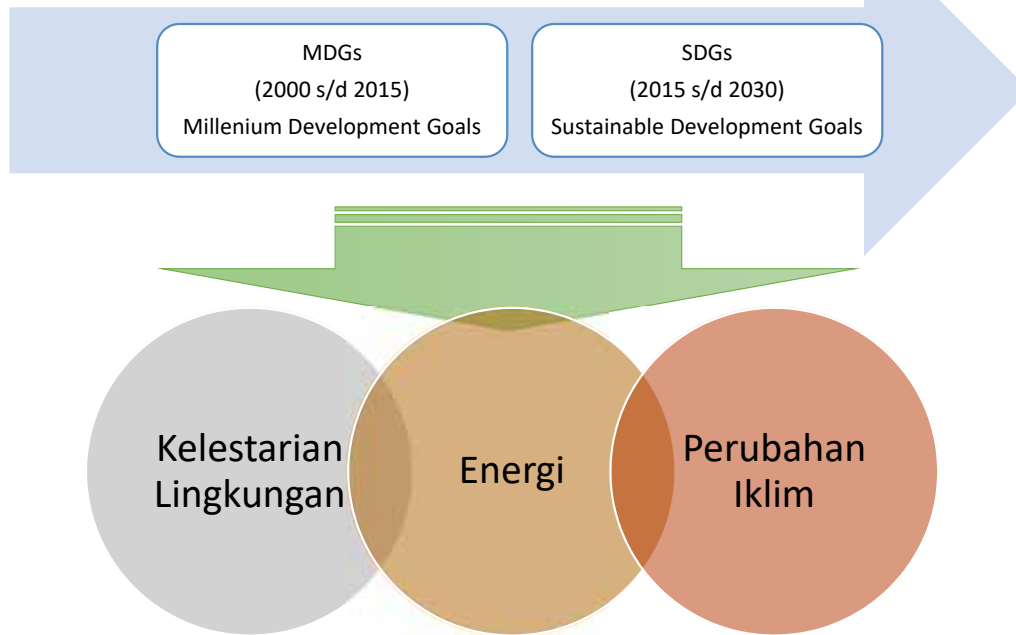 MDGs
(2000 s/d 2015)
Millenium Development Goals
SDGs
(2015 s/d 2030)
Sustainable Development Goals
Kelestarian
Lingkungan
Energi
Perubahan
Iklim